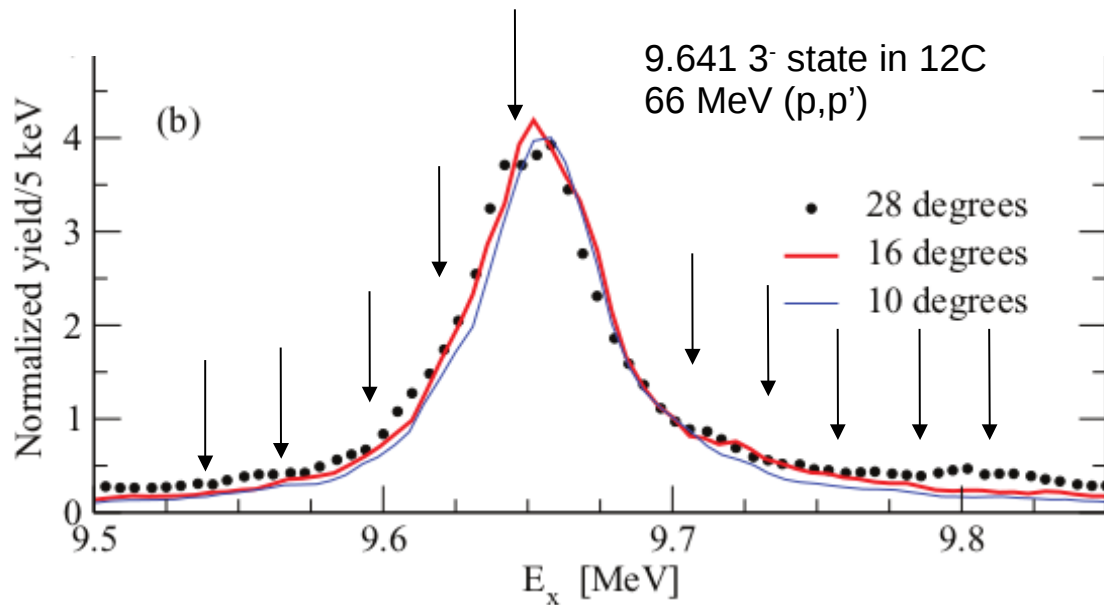 9.641 3⁻ state in 12C
66 MeV (p,p’)
(b)
Normalized yield/5 keV
4
3
2
1
0
28 degrees
16 degrees
10 degrees
9.5 9.6 9.7 9.8
E_x [MeV]